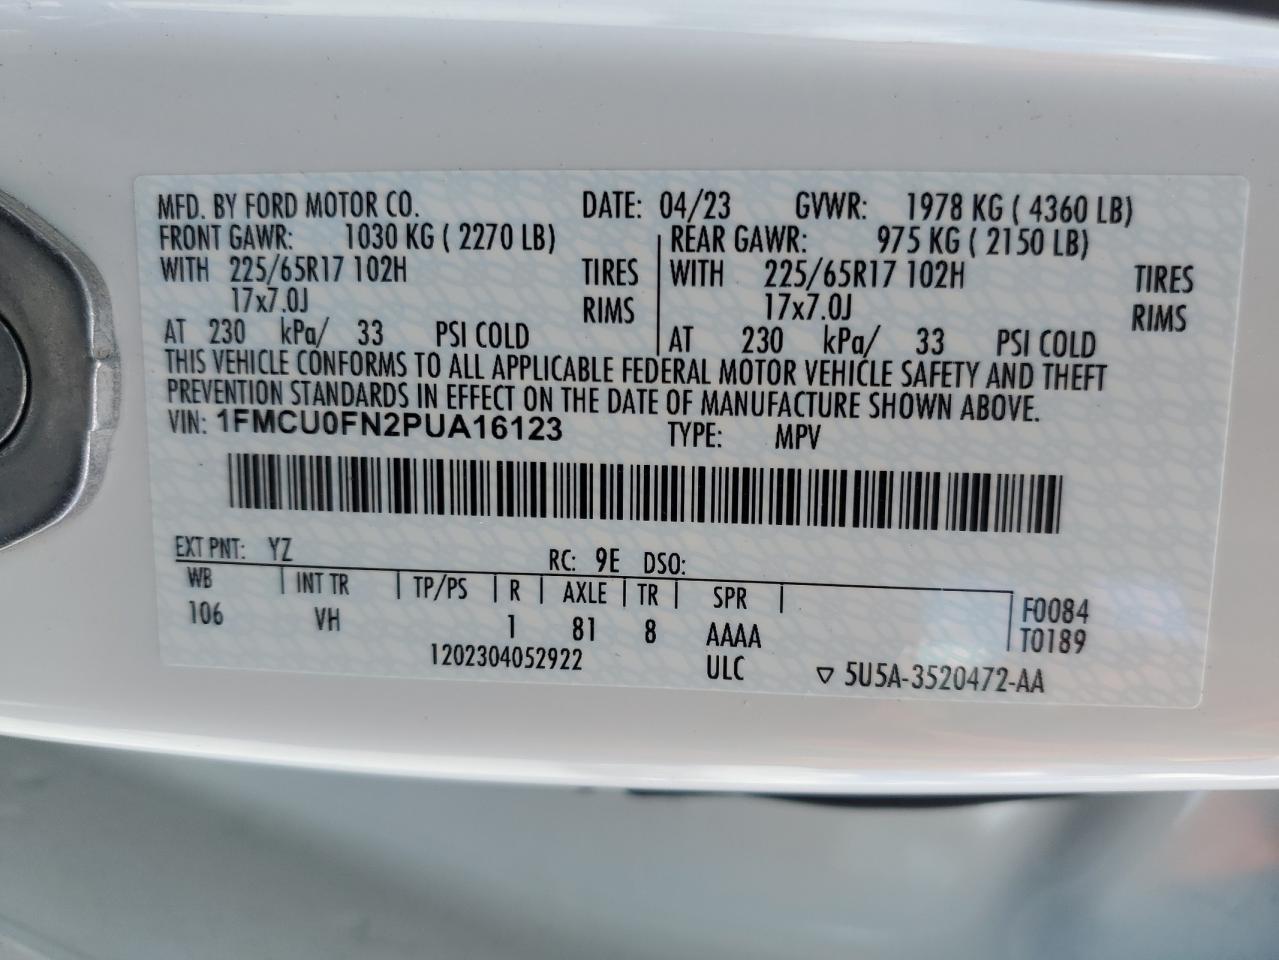 MFD. BY FORD MOTOR CO. DATE: 04/23 GVWR: 1978 KG ( 4360 LB)
FRONT GAWR: 1030 KG ( 2270 LB) REAR GAWR: 975 KG ( 2150 LB)
WITH 225/65R17 102H TIRES WITH 225/65R17 102H TIRES
17x7.0J RIMS 17x7.0J RIMS
AT 230 kPa/ 33 PSI COLD AT 230 kPa/ 33 PSI COLD
THIS VEHICLE CONFORMS TO ALL APPLICABLE FEDERAL MOTOR VEHICLE SAFETY AND THEFT
PREVENTION STANDARDS IN EFFECT ON THE DATE OF MANUFACTURE SHOWN ABOVE.
VIN: 1FMCU0FN2PUA16123 TYPE: MPV
EXT PNT: YZ RC: 9E DSO:
WB INT TR TP/PS R AXLE TR SPR F0084
106 VH 1 81 8 AAAA T0189
1202304052922 ULC 5U5A-3520472-AA